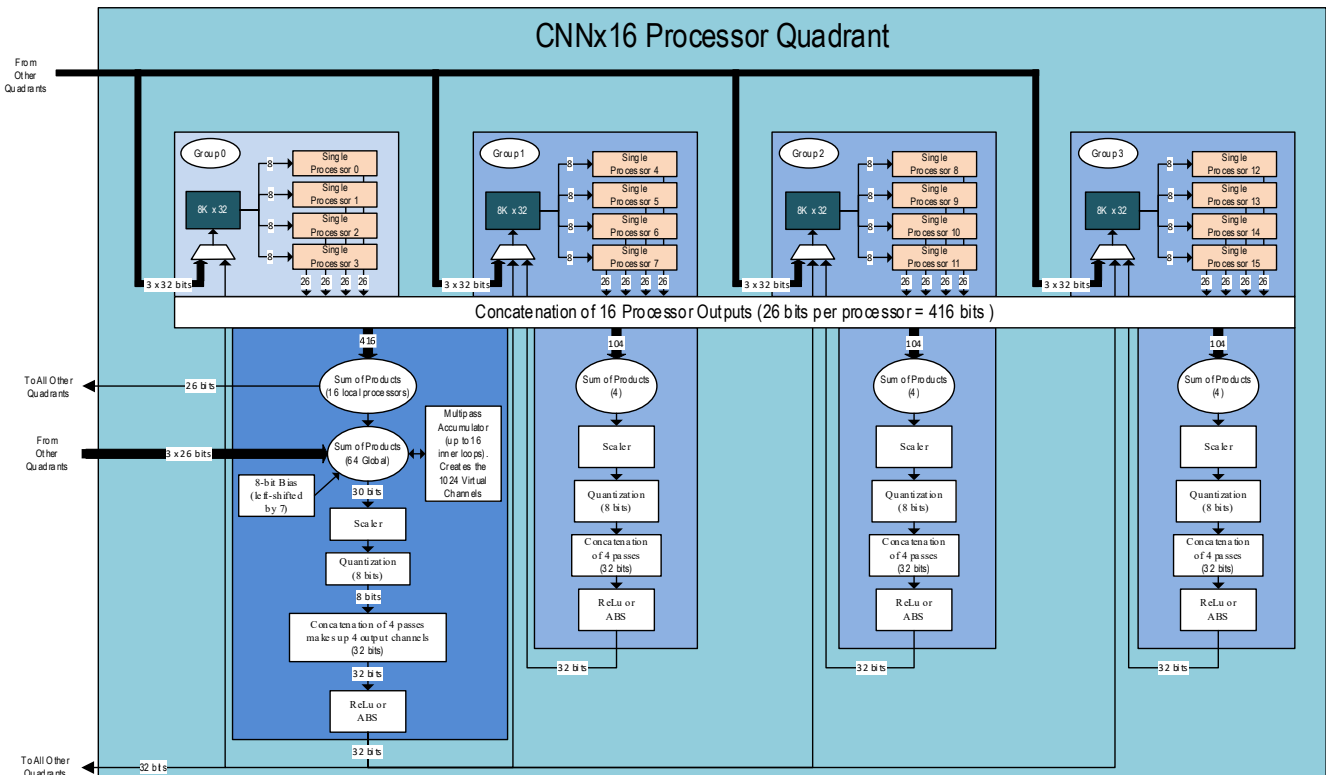 CNNx16 Processor Quadrant
From
Other
Quadrants
Group 0
8K x 32
8
Single
Processor 0
8
Single
Processor 1
8
Single
Processor 2
8
Single
Processor 3
3 x 32 bits
26 26 26 26
Group 1
8K x 32
8
Single
Processor 4
8
Single
Processor 5
8
Single
Processor 6
8
Single
Processor 7
3 x 32 bits
26 26 26 26
Group 2
8K x 32
8
Single
Processor 8
8
Single
Processor 9
8
Single
Processor 10
8
Single
Processor 11
3 x 32 bits
26 26 26 26
Group 3
8K x 32
8
Single
Processor 12
8
Single
Processor 13
8
Single
Processor 14
8
Single
Processor 15
3 x 32 bits
26 26 26 26
Concatenation of 16 Processor Outputs (26 bits per processor = 416 bits )
416
Sum of Products
(16 local processors)
To All Other
Quadrants
26 bits
From
Other
Quadrants
3 x 26 bits
Sum of Products
(64 Global)
Multipass
Accumulator
(up to 16
inner loops).
Creates the
1024 Virtual
Channels
8-bit Bias
(left-shifted
by 7)
30 bits
Scaler
Quantization
(8 bits)
8 bits
Concatenation of 4 passes
makes up 4 output channels
(32 bits)
32 bits
ReLu or
ABS
32 bits
To All Other
Quadrants
32 bits
104
Sum of Products
(4)
Scaler
Quantization
(8 bits)
Concatenation
of 4 passes
(32 bits)
ReLu or
ABS
32 bits
104
Sum of Products
(4)
Scaler
Quantization
(8 bits)
Concatenation
of 4 passes
(32 bits)
ReLu or
ABS
32 bits
104
Sum of Products
(4)
Scaler
Quantization
(8 bits)
Concatenation
of 4 passes
(32 bits)
ReLu or
ABS
32 bits